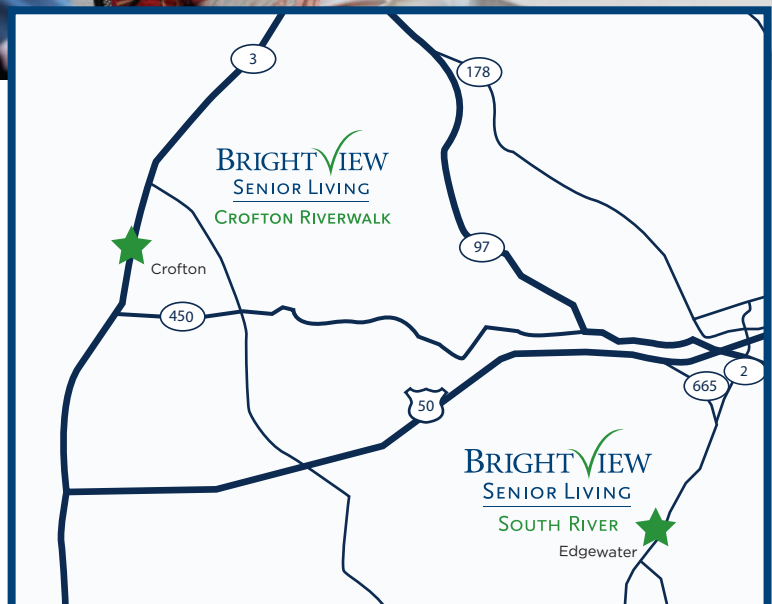 3
178
BRIGHTVIEW
SENIOR LIVING
CROFTON RIVERWALK
97
Crofton
450
2
665
50
BRIGHTVIEW
SENIOR LIVING
SOUTH RIVER
Edgewater